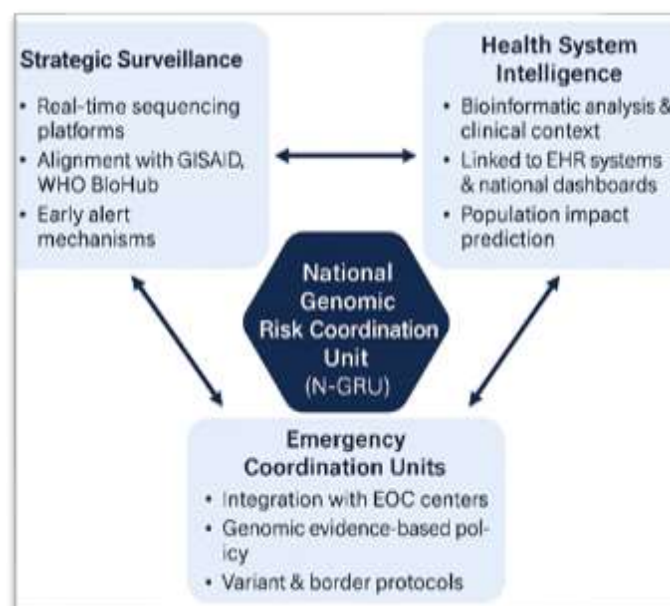 Strategic Surveillance
• Real-time sequencing
platforms
• Alignment with GISAID,
WHO BioHub
• Early alert
mechanisms
Health System
Intelligence
• Bioinformatic analysis &
clinical context
• Linked to EHR systems
& national dashboards
• Population impact
prediction
National
Genomic
Risk Coordination
Unit
(N-GRU)
Emergency
Coordination Units
• Integration with EOC centers
• Genomic evidence-based pol-
icy
• Variant & border protocols